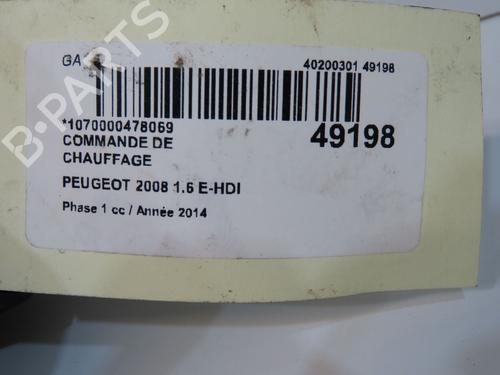 GA
40200301 49198
*1070000478069
COMMANDE DE
CHAUFFAGE
49198
PEUGEOT 2008 1.6 E-HDI
Phase 1 cc / Année 2014
B-PARTS